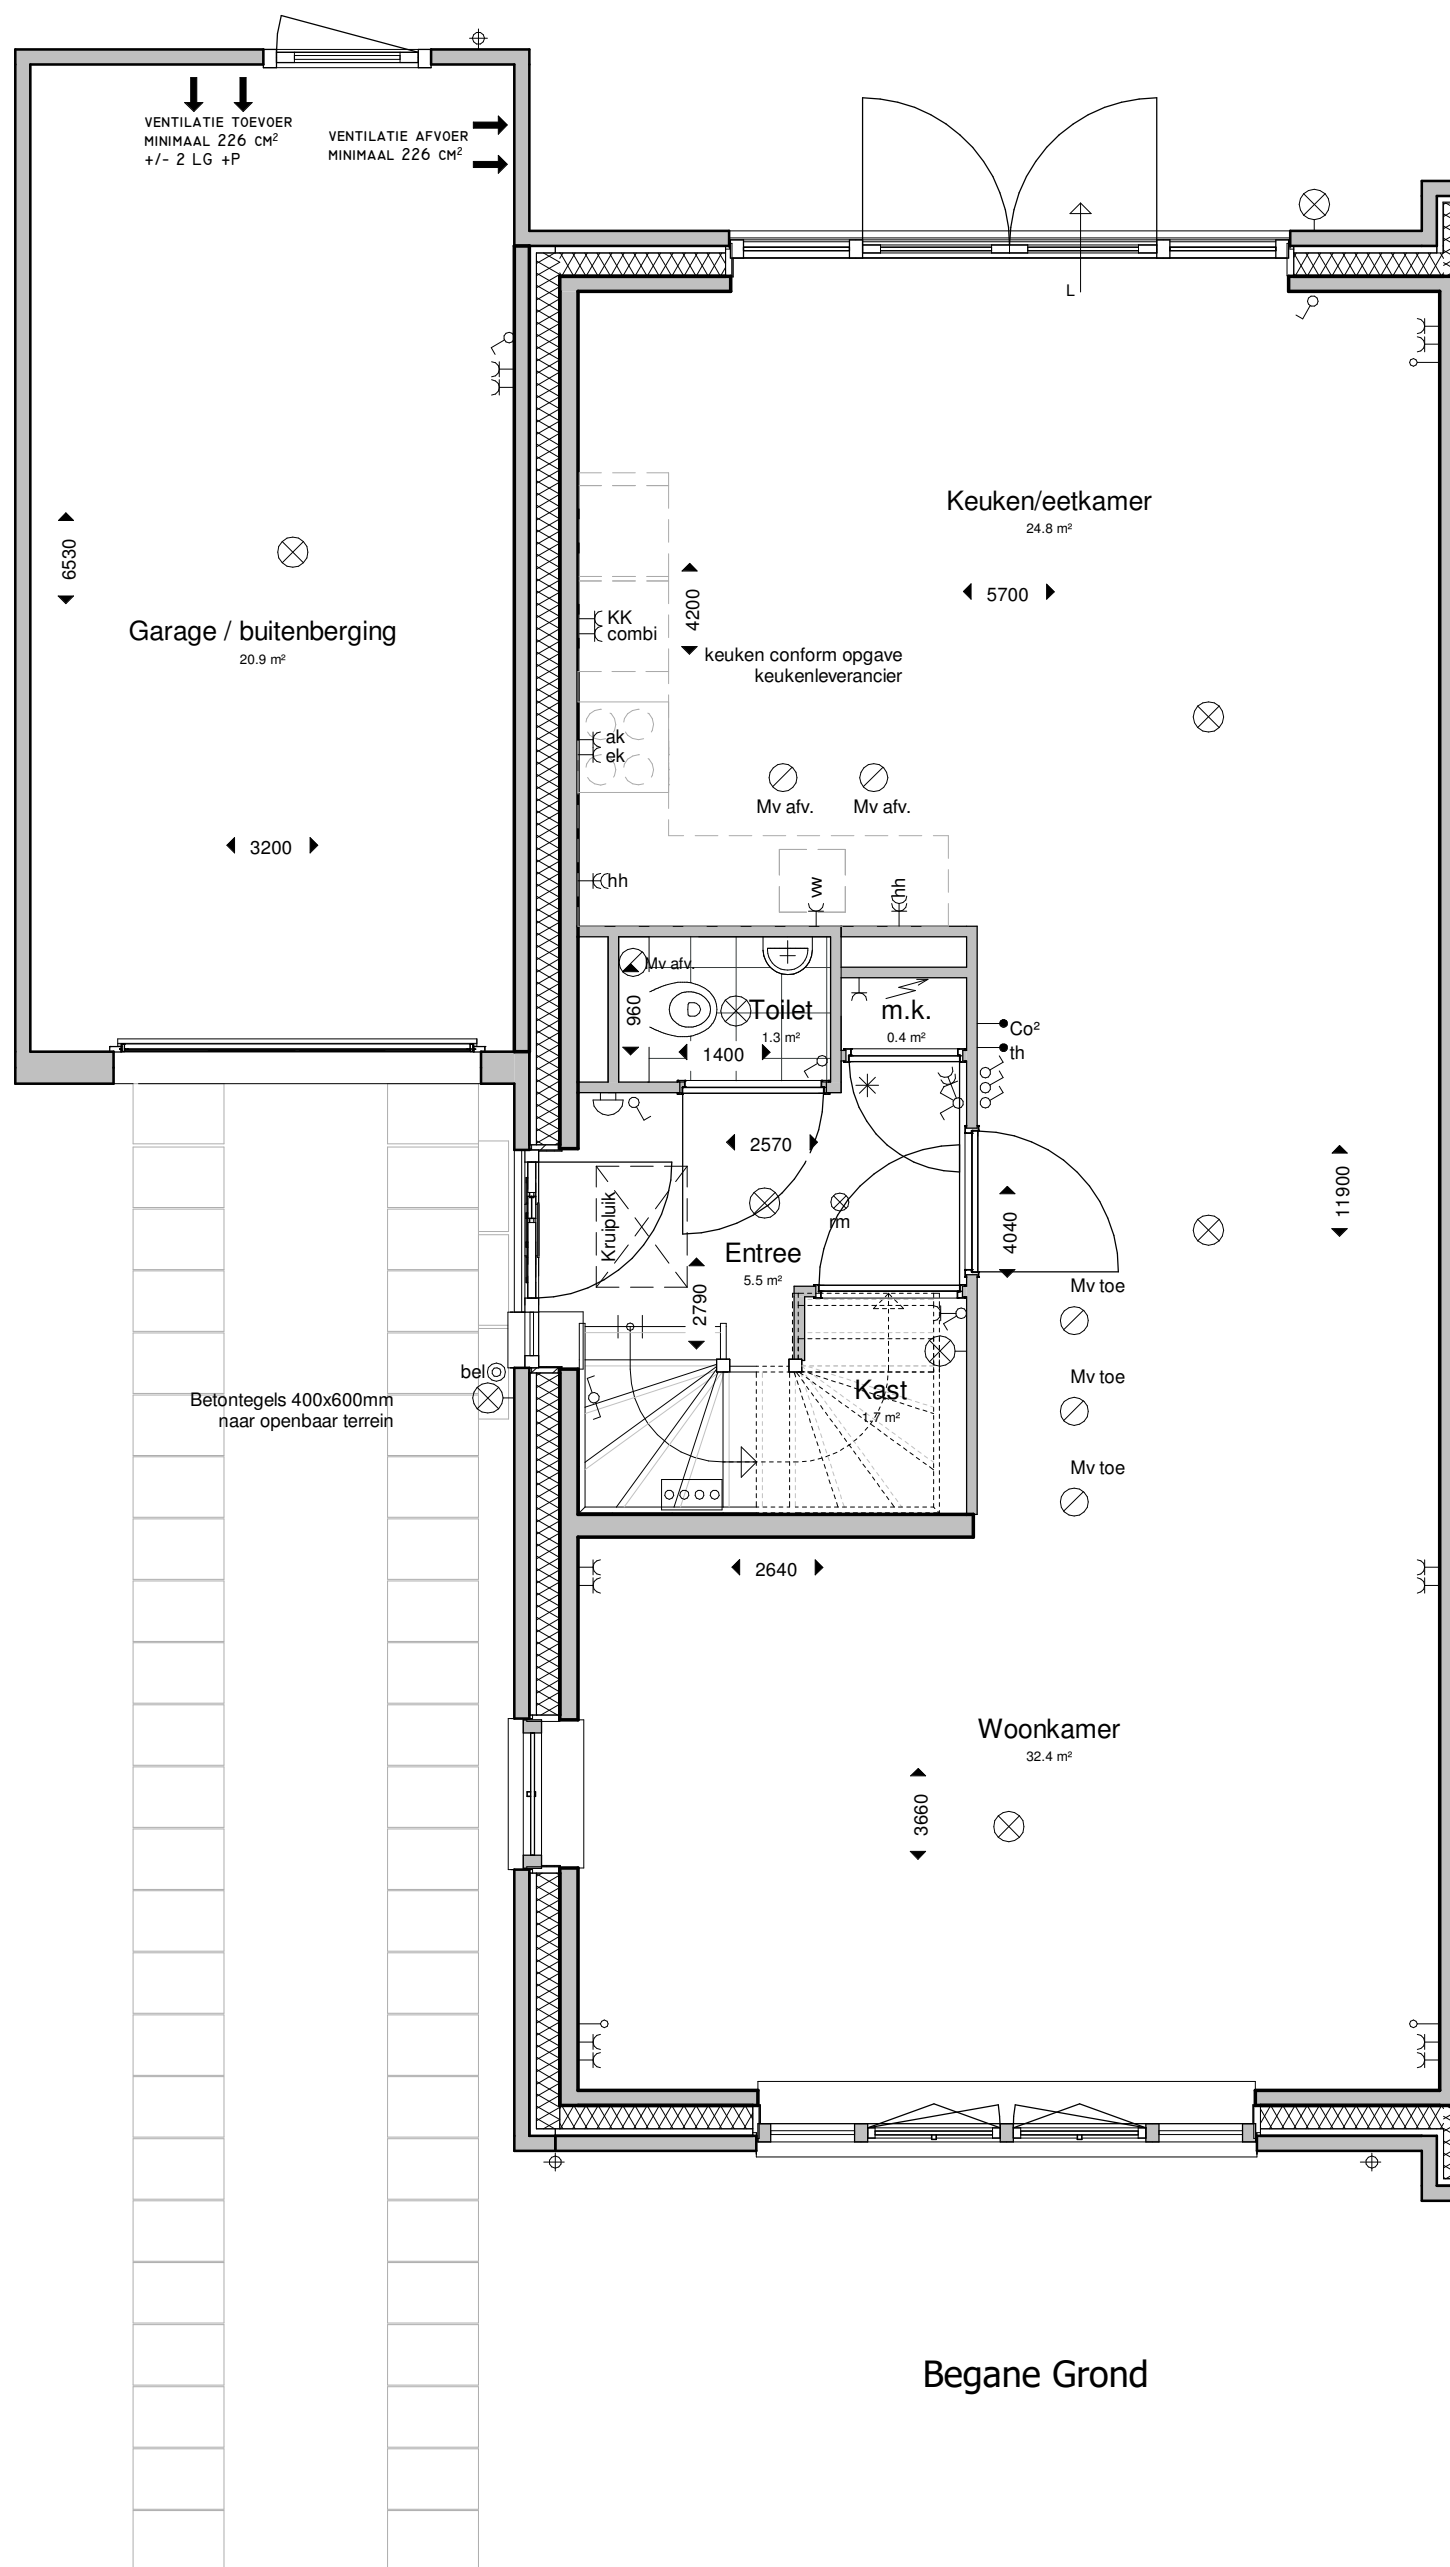 VENTILATIE TOEVOER
MINIMAAL 226 CM²
+/- 2 LG +P
VENTILATIE AFVOER
MINIMAAL 226 CM²
L
Keuken/eetkamer
24.8 m²
5700
6530
Garage / buitenberging
20.9 m²
3200
KK
combi
4200
keuken conform opgave
keukenleverancier
ak
ek
Mv afv.
Mv afv.
hh
vw
hh
Mv afv.
960
Toilet
1.3 m²
1400
m.k.
0.4 m²
Co²
th
2570
Kruipluik
rm
Entree
5.5 m²
2790
4040
11900
Mv toe
Mv toe
Mv toe
bel
Betontegels 400x600mm
naar openbaar terrein
Kast
1.7 m²
2640
Woonkamer
32.4 m²
3660
Begane Grond